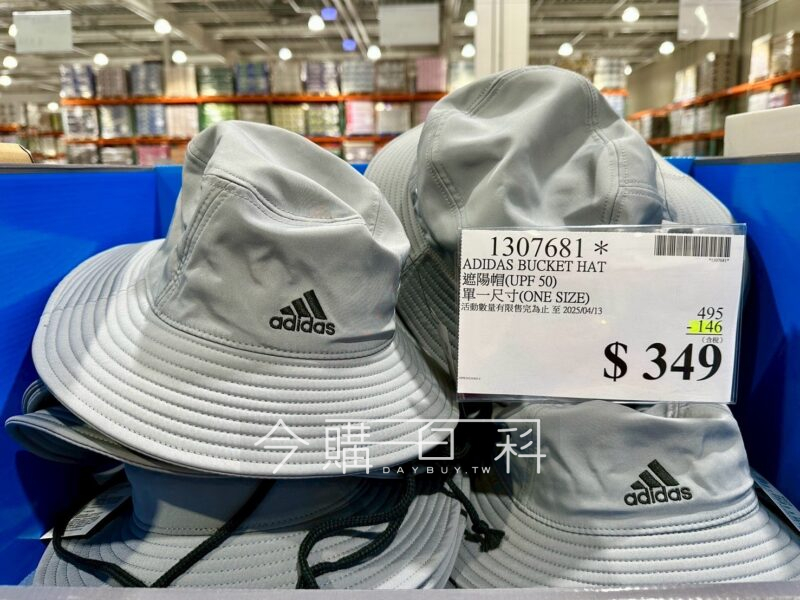 1307681 *
*1307681*
ADIDAS BUCKET HAT
遮陽帽(UPF 50)
單一尺寸(ONE SIZE)
活動數量有限售完為止 至 2025/04/13
495
-146
(含稅)
$ 349
adidas
adidas
今購百科
DAYBUY.TW